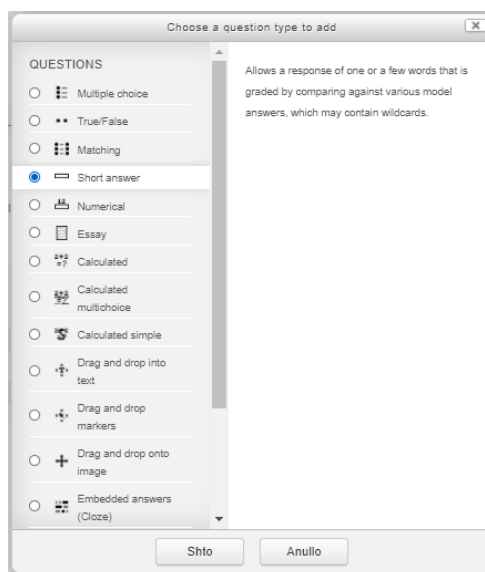 Choose a question type to add
QUESTIONS
Multiple choice
True/False
Matching
Short answer
Numerical
Essay
Calculated
Calculated
multichoice
Calculated simple
Drag and drop into
text
Drag and drop
markers
Drag and drop onto
image
Embedded answers
(Cloze)
Allows a response of one or a few words that is
graded by comparing against various model
answers, which may contain wildcards.
Shto
Anullo